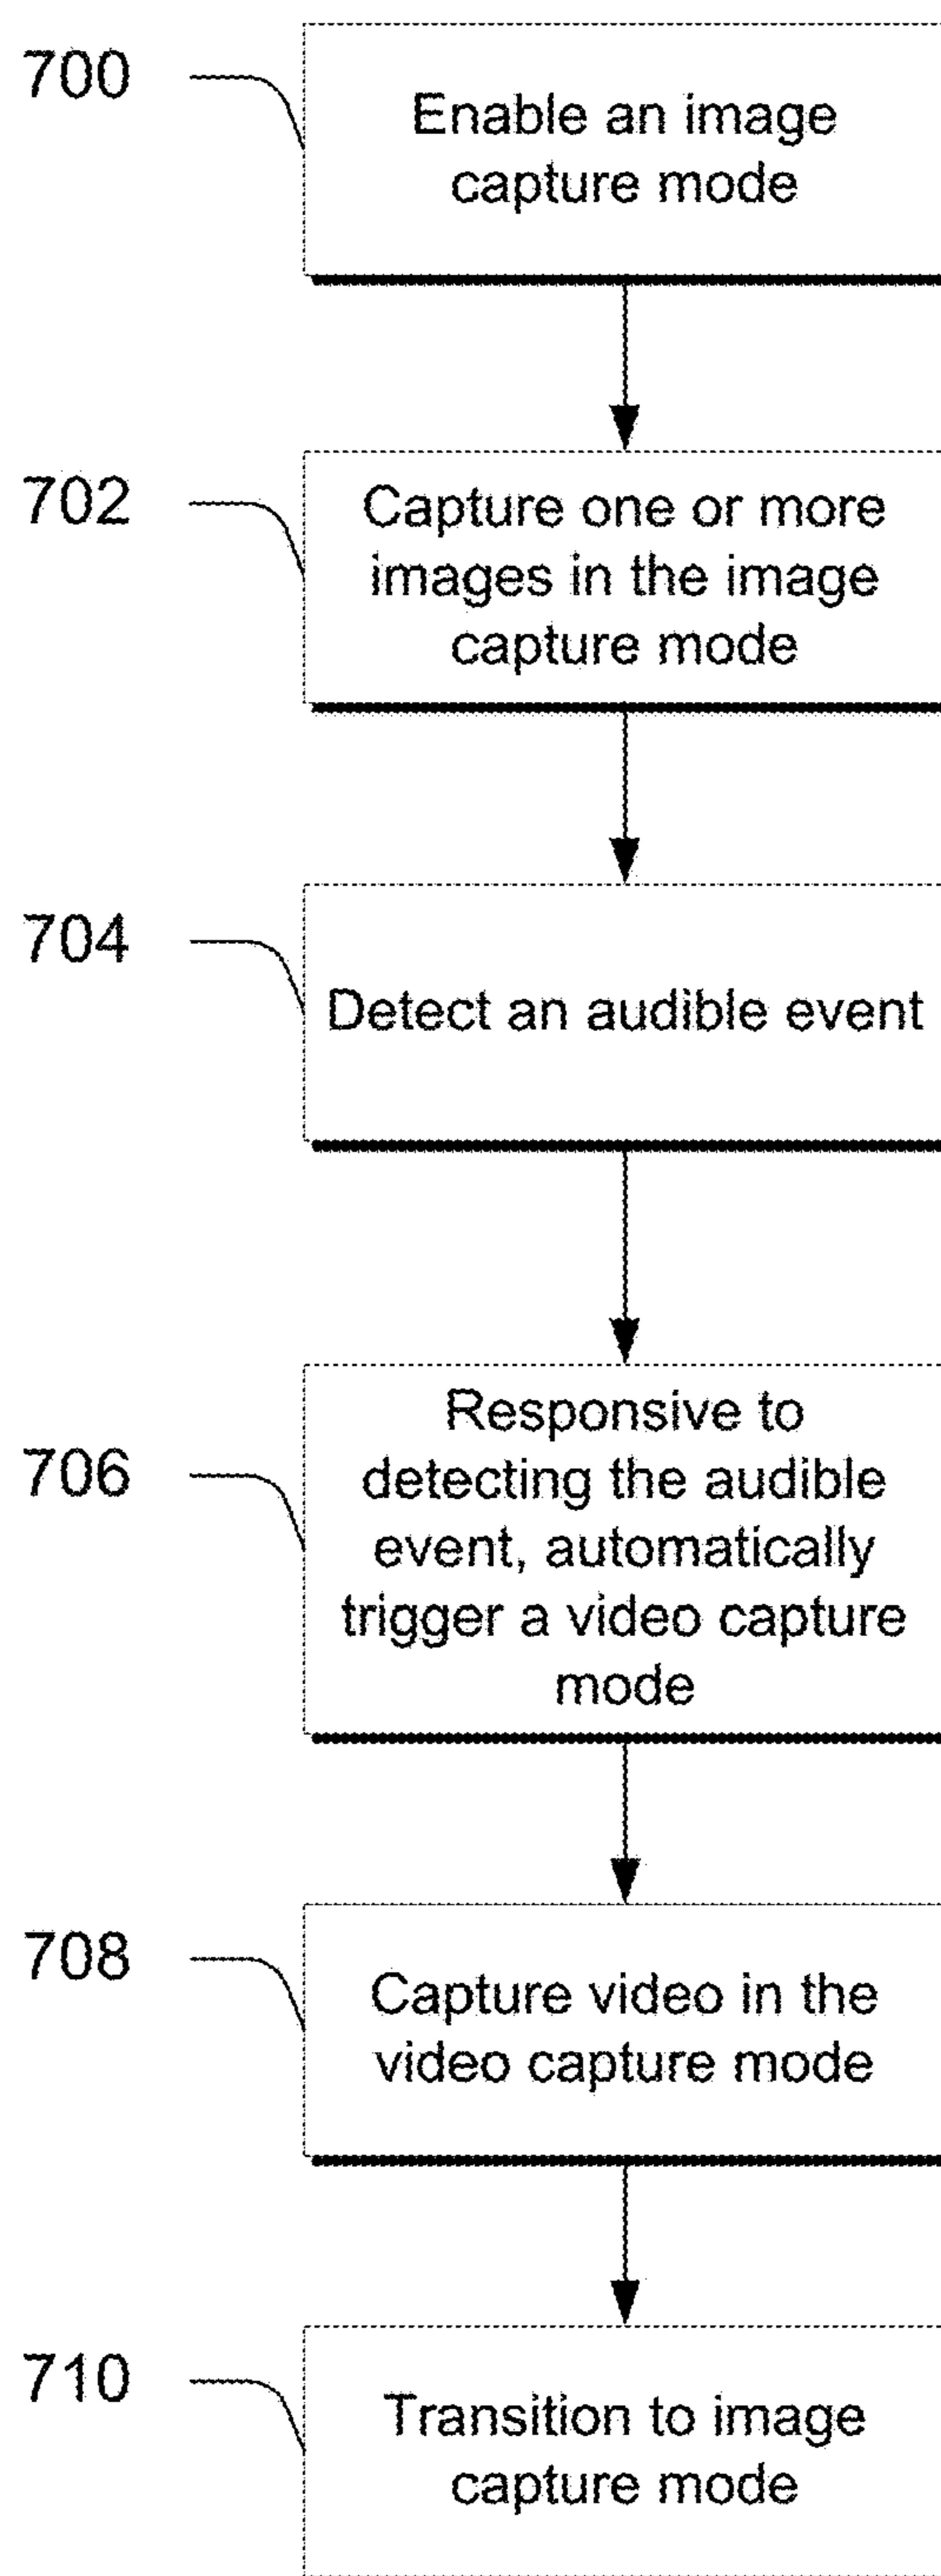 700
Enable an image
capture mode
702
Capture one or more
images in the image
capture mode
704
Detect an audible event
706
Responsive to
detecting the audible
event, automatically
trigger a video capture
mode
708
Capture video in the
video capture mode
710
Transition to image
capture mode